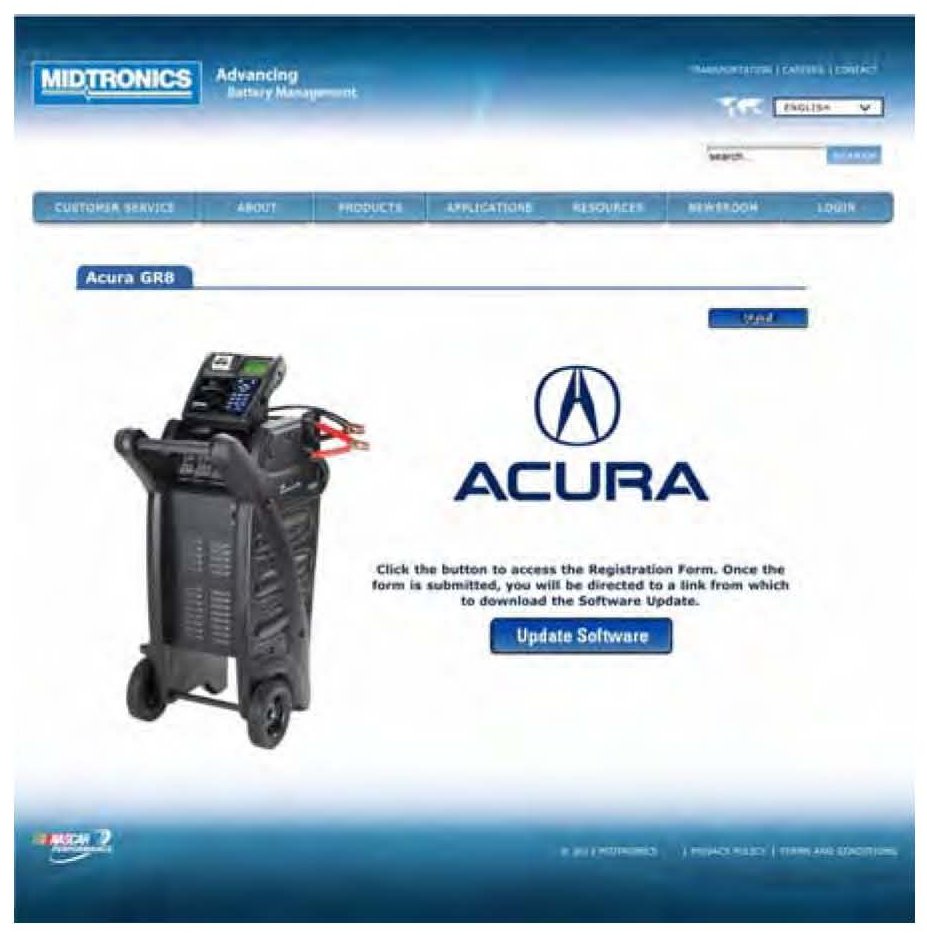 MIDTRONICS
Advancing
Battery Management
TRANSPORTATION | CAREERS | CONTACT
ENGLISH
search...
SEARCH
CUSTOMER SERVICE ABOUT PRODUCTS APPLICATIONS RESOURCES NEWSROOM LOGIN
Acura GR8
ACURA
Click the button to access the Registration Form. Once the
form is submitted, you will be directed to a link from which
to download the Software Update.
Update Software
NASCAR
PERFORMANCE
MIDTRONICS | PRIVACY POLICY | TERMS AND CONDITIONS